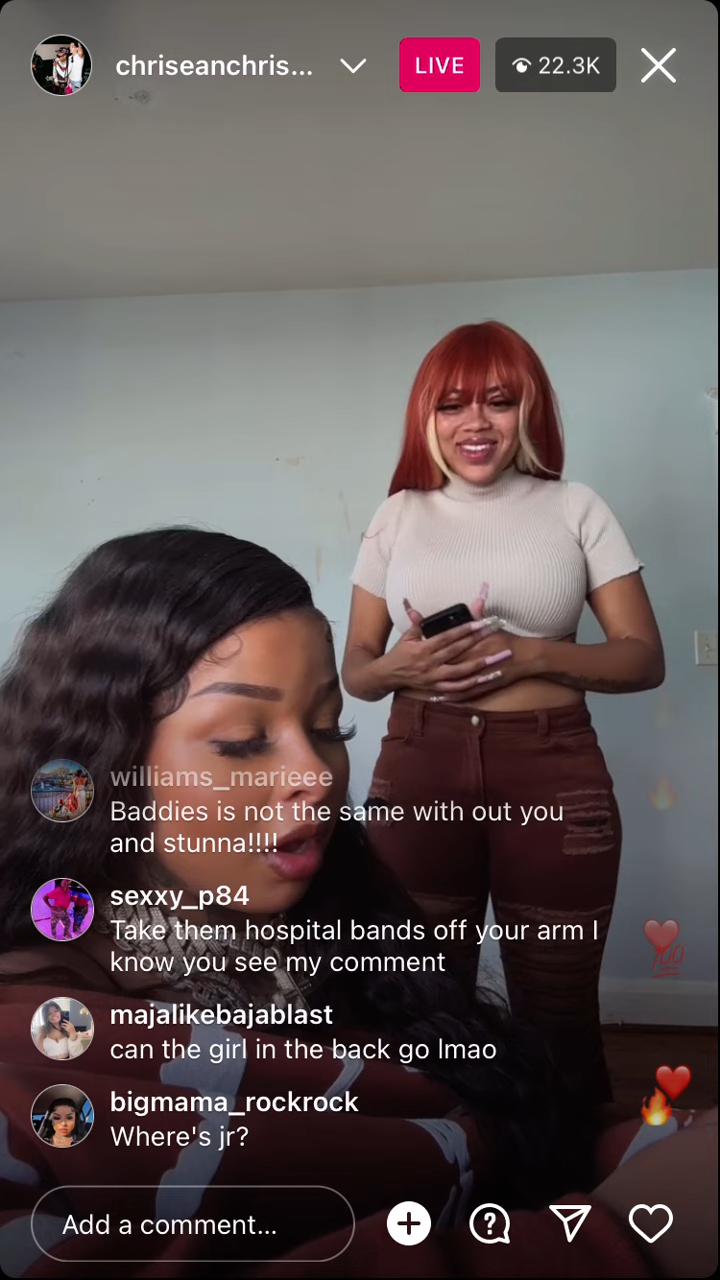 chriseanchris...
LIVE
22.3K
williams_marieee
Baddies is not the same with out you
and stunna!!!!
sexxy_p84
Take them hospital bands off your arm I
know you see my comment
majalikebajablast
can the girl in the back go lmao
bigmama_rockrock
Where's jr?
Add a comment...